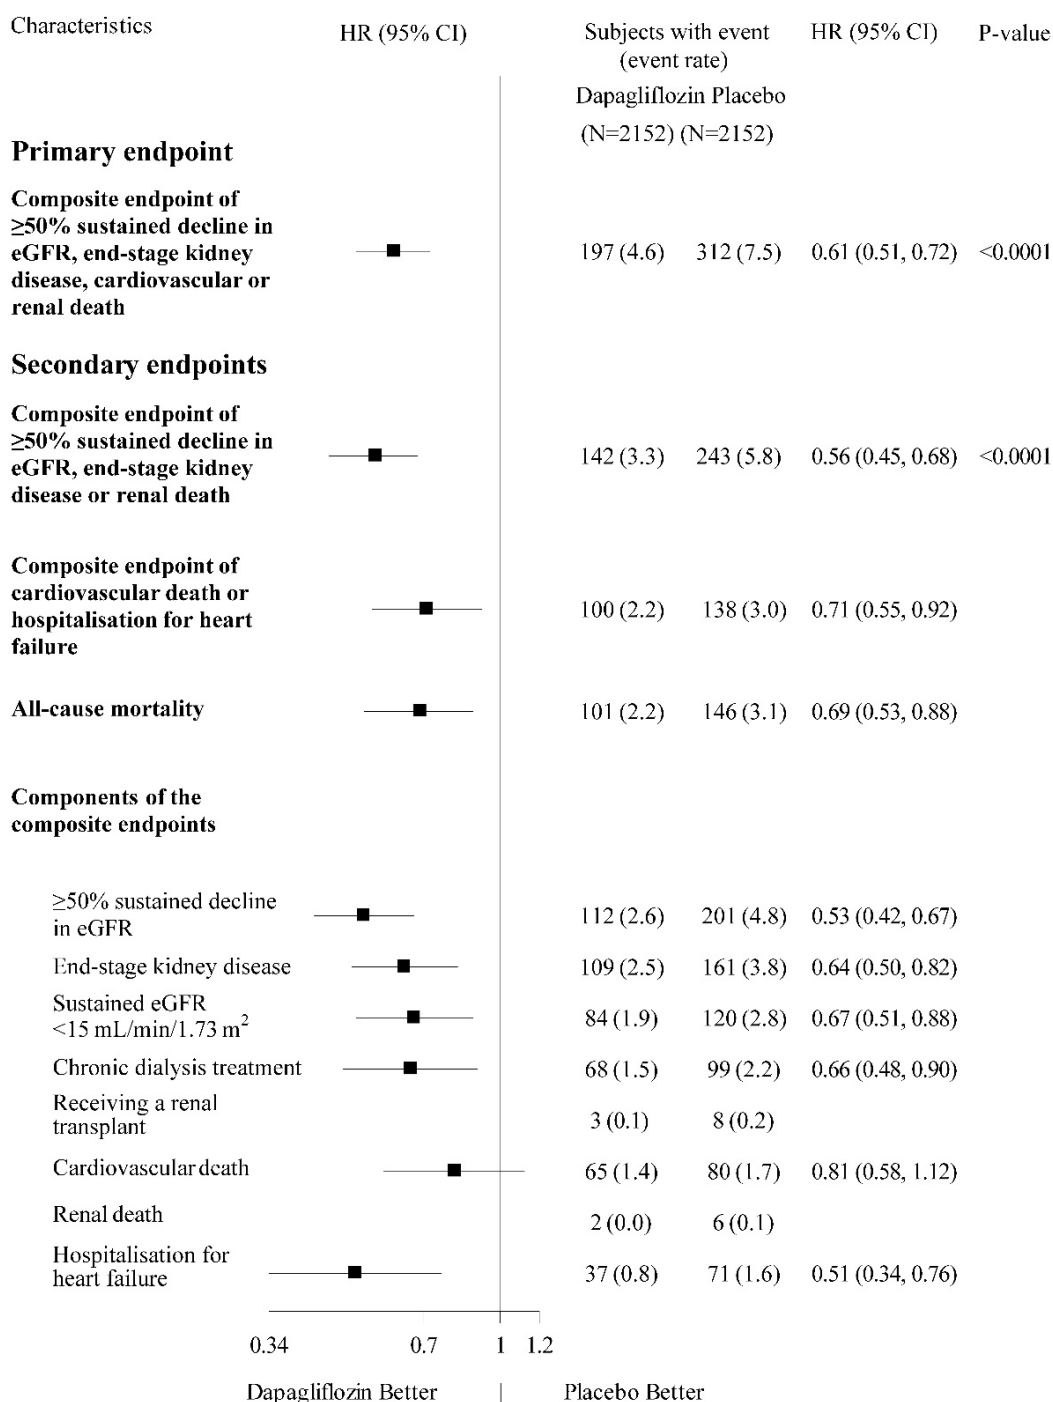 Characteristics
HR (95% CI)
Subjects with event
(event rate)
HR (95% CI)
P-value
Dapagliflozin Placebo
(N=2152) (N=2152)
Primary endpoint
Composite endpoint of
≥50% sustained decline in
eGFR, end-stage kidney
disease, cardiovascular or
renal death
197 (4.6) 312 (7.5) 0.61 (0.51, 0.72) <0.0001
Secondary endpoints
Composite endpoint of
≥50% sustained decline in
eGFR, end-stage kidney
disease or renal death
142 (3.3) 243 (5.8) 0.56 (0.45, 0.68) <0.0001
Composite endpoint of
cardiovascular death or
hospitalisation for heart
failure
100 (2.2) 138 (3.0) 0.71 (0.55, 0.92)
All-cause mortality 101 (2.2) 146 (3.1) 0.69 (0.53, 0.88)
Components of the
composite endpoints
≥50% sustained decline
in eGFR
112 (2.6) 201 (4.8) 0.53 (0.42, 0.67)
End-stage kidney disease 109 (2.5) 161 (3.8) 0.64 (0.50, 0.82)
Sustained eGFR
<15 mL/min/1.73 m²
84 (1.9) 120 (2.8) 0.67 (0.51, 0.88)
Chronic dialysis treatment 68 (1.5) 99 (2.2) 0.66 (0.48, 0.90)
Receiving a renal
transplant
3 (0.1) 8 (0.2)
Cardiovascular death 65 (1.4) 80 (1.7) 0.81 (0.58, 1.12)
Renal death 2 (0.0) 6 (0.1)
Hospitalisation for
heart failure
37 (0.8) 71 (1.6) 0.51 (0.34, 0.76)
0.34 0.7 1 1.2
Dapagliflozin Better | Placebo Better